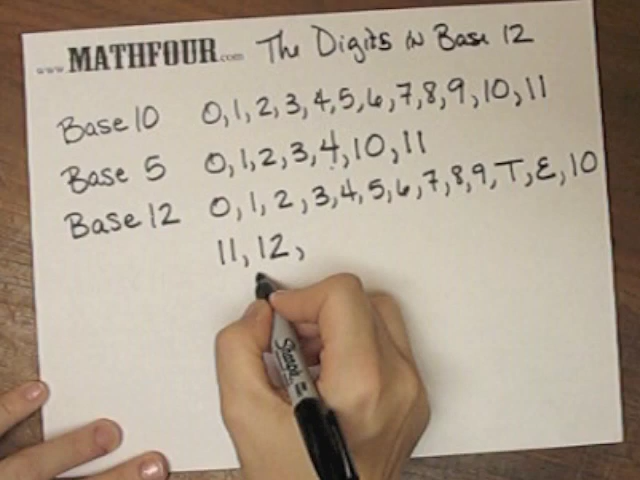 www.MATHFOUR.com The Digits in Base 12
Base 10 0, 1, 2, 3, 4, 5, 6, 7, 8, 9, 10, 11
Base 5 0, 1, 2, 3, 4, 10, 11
Base 12 0, 1, 2, 3, 4, 5, 6, 7, 8, 9, T, Ɛ, 10
11, 12,
Sharpie